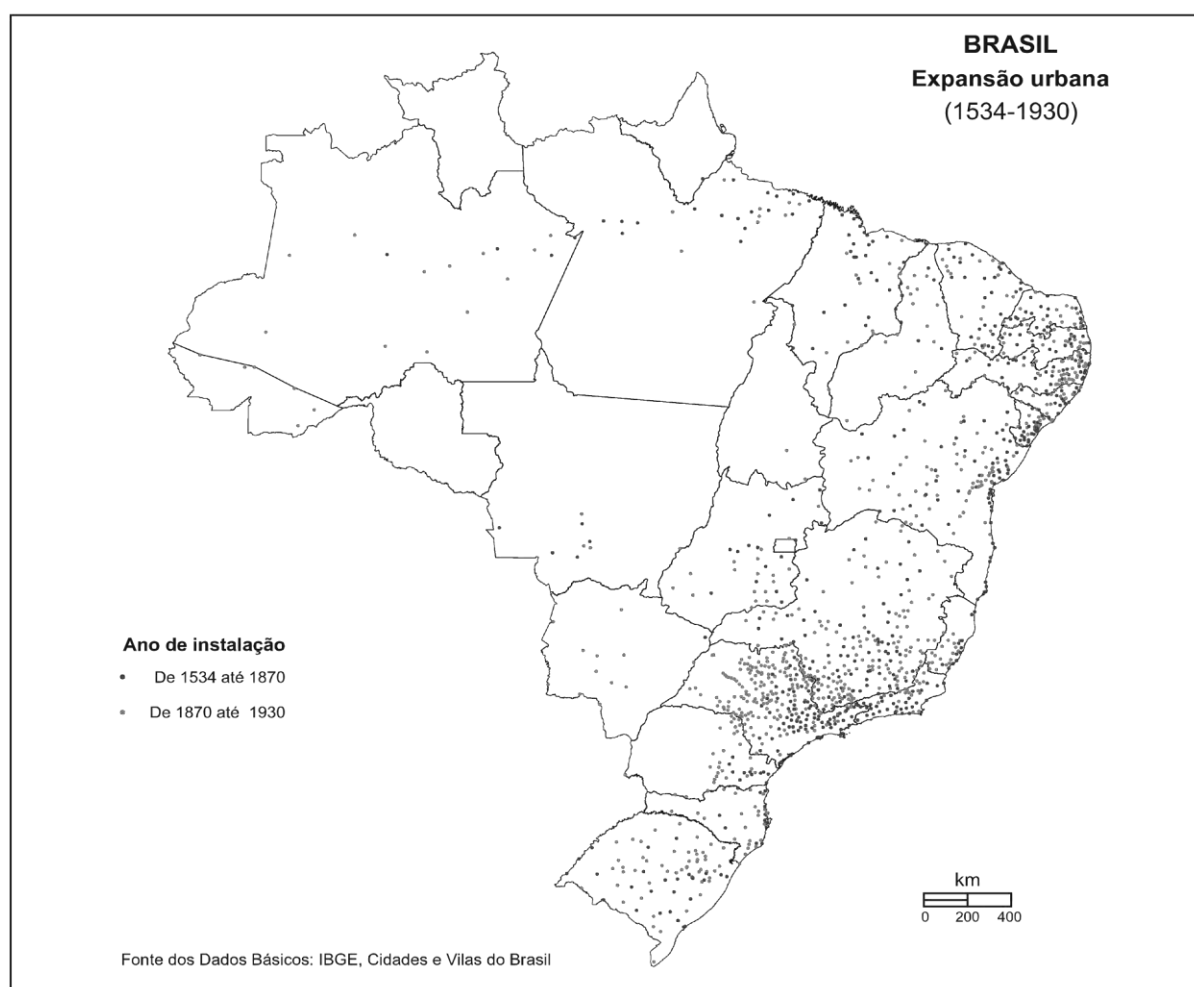 BRASIL
Expansão urbana
(1534-1930)
Ano de instalação
De 1534 até 1870
De 1870 até 1930
km
0 200 400
Fonte dos Dados Básicos: IBGE, Cidades e Vilas do Brasil